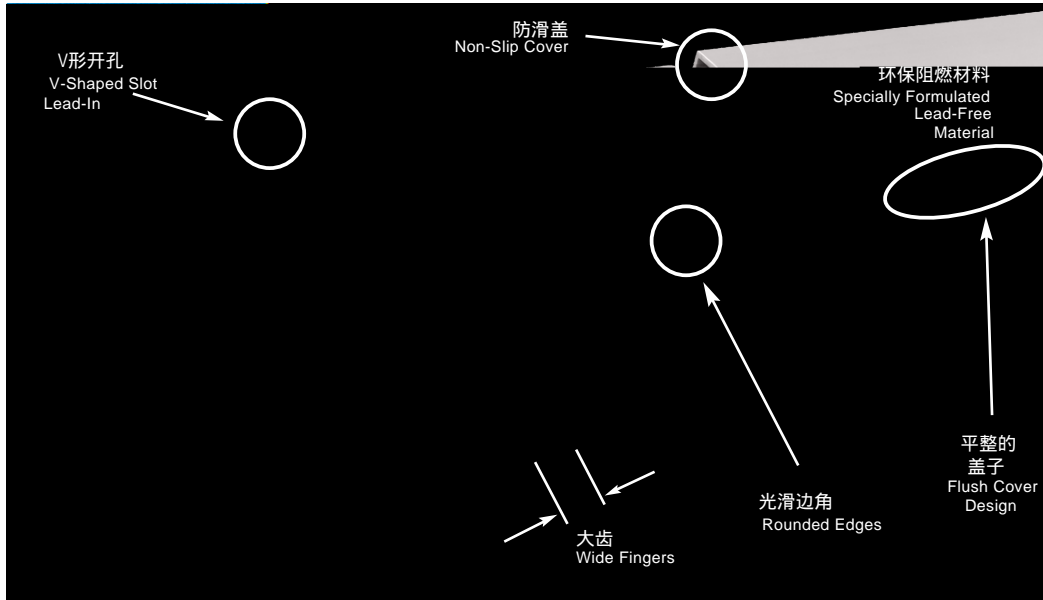 V形开孔
V-Shaped Slot
Lead-In
防滑盖
Non-Slip Cover
环保阻燃材料
Specially Formulated
Lead-Free
Material
平整的
盖子
Flush Cover
Design
光滑边角
Rounded Edges
大齿
Wide Fingers